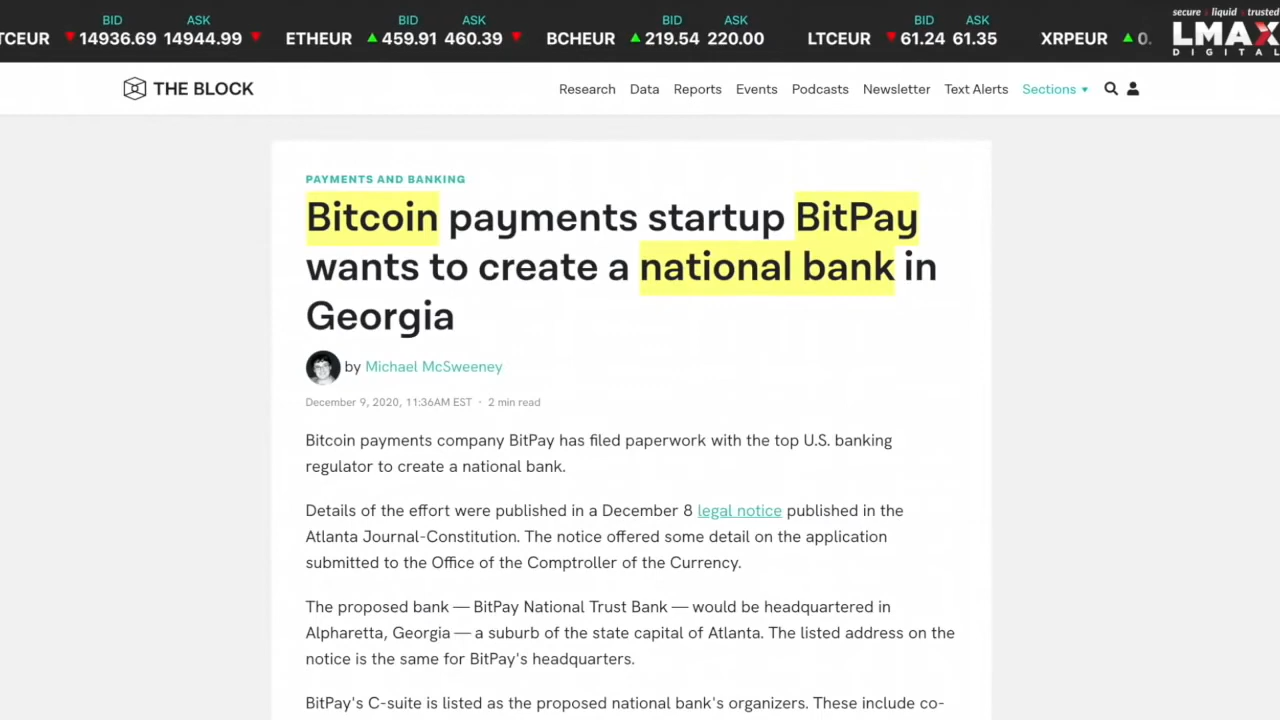 BID ASK BID ASK BID ASK BID ASK secure liquid trusted
TCEUR 14936.69 14944.99 ETHEUR 459.91 460.39 BCHEUR 219.54 220.00 LTCEUR 61.24 61.35 XRPEUR 0. LMAX
DIGITAL
THE BLOCK Research Data Reports Events Podcasts Newsletter Text Alerts Sections
PAYMENTS AND BANKING
Bitcoin payments startup BitPay
wants to create a national bank in
Georgia
by Michael McSweeney
December 9, 2020, 11:36AM EST · 2 min read
Bitcoin payments company BitPay has filed paperwork with the top U.S. banking
regulator to create a national bank.
Details of the effort were published in a December 8 legal notice published in the
Atlanta Journal-Constitution. The notice offered some detail on the application
submitted to the Office of the Comptroller of the Currency.
The proposed bank — BitPay National Trust Bank — would be headquartered in
Alpharetta, Georgia — a suburb of the state capital of Atlanta. The listed address on the
notice is the same for BitPay's headquarters.
BitPay's C-suite is listed as the proposed national bank's organizers. These include co-